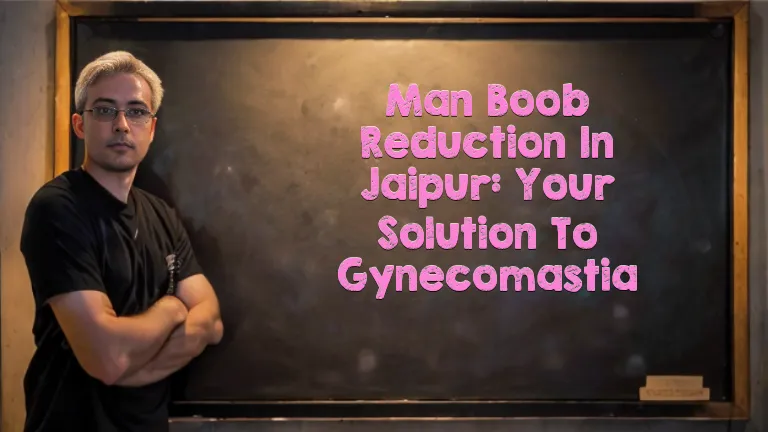 Man Boob
Reduction In
Jaipur: Your
Solution To
Gynecomastia